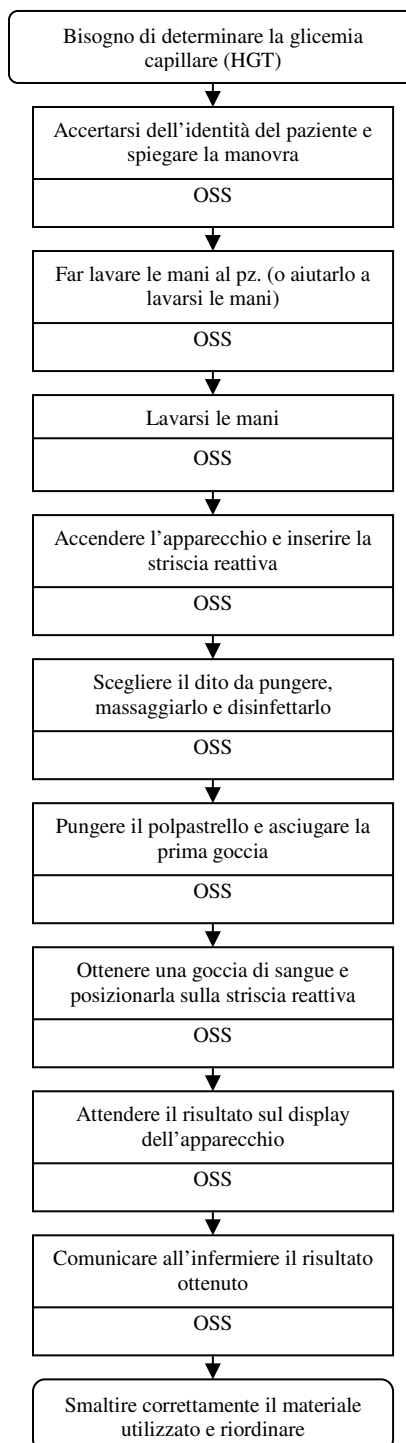 Bisogno di determinare la glicemia
capillare (HGT)
Accertarsi dell’identità del paziente e
spiegare la manovra
OSS
Far lavare le mani al pz. (o aiutarlo a
lavarsi le mani)
OSS
Lavarsi le mani
OSS
Accendere l’apparecchio e inserire la
striscia reattiva
OSS
Scegliere il dito da pungere,
massaggiarlo e disinfettarlo
OSS
Pungere il polpastrello e asciugare la
prima goccia
OSS
Ottenere una goccia di sangue e
posizionarla sulla striscia reattiva
OSS
Attendere il risultato sul display
dell’apparecchio
OSS
Comunicare all’infermiere il risultato
ottenuto
OSS
Smaltire correttamente il materiale
utilizzato e riordinare